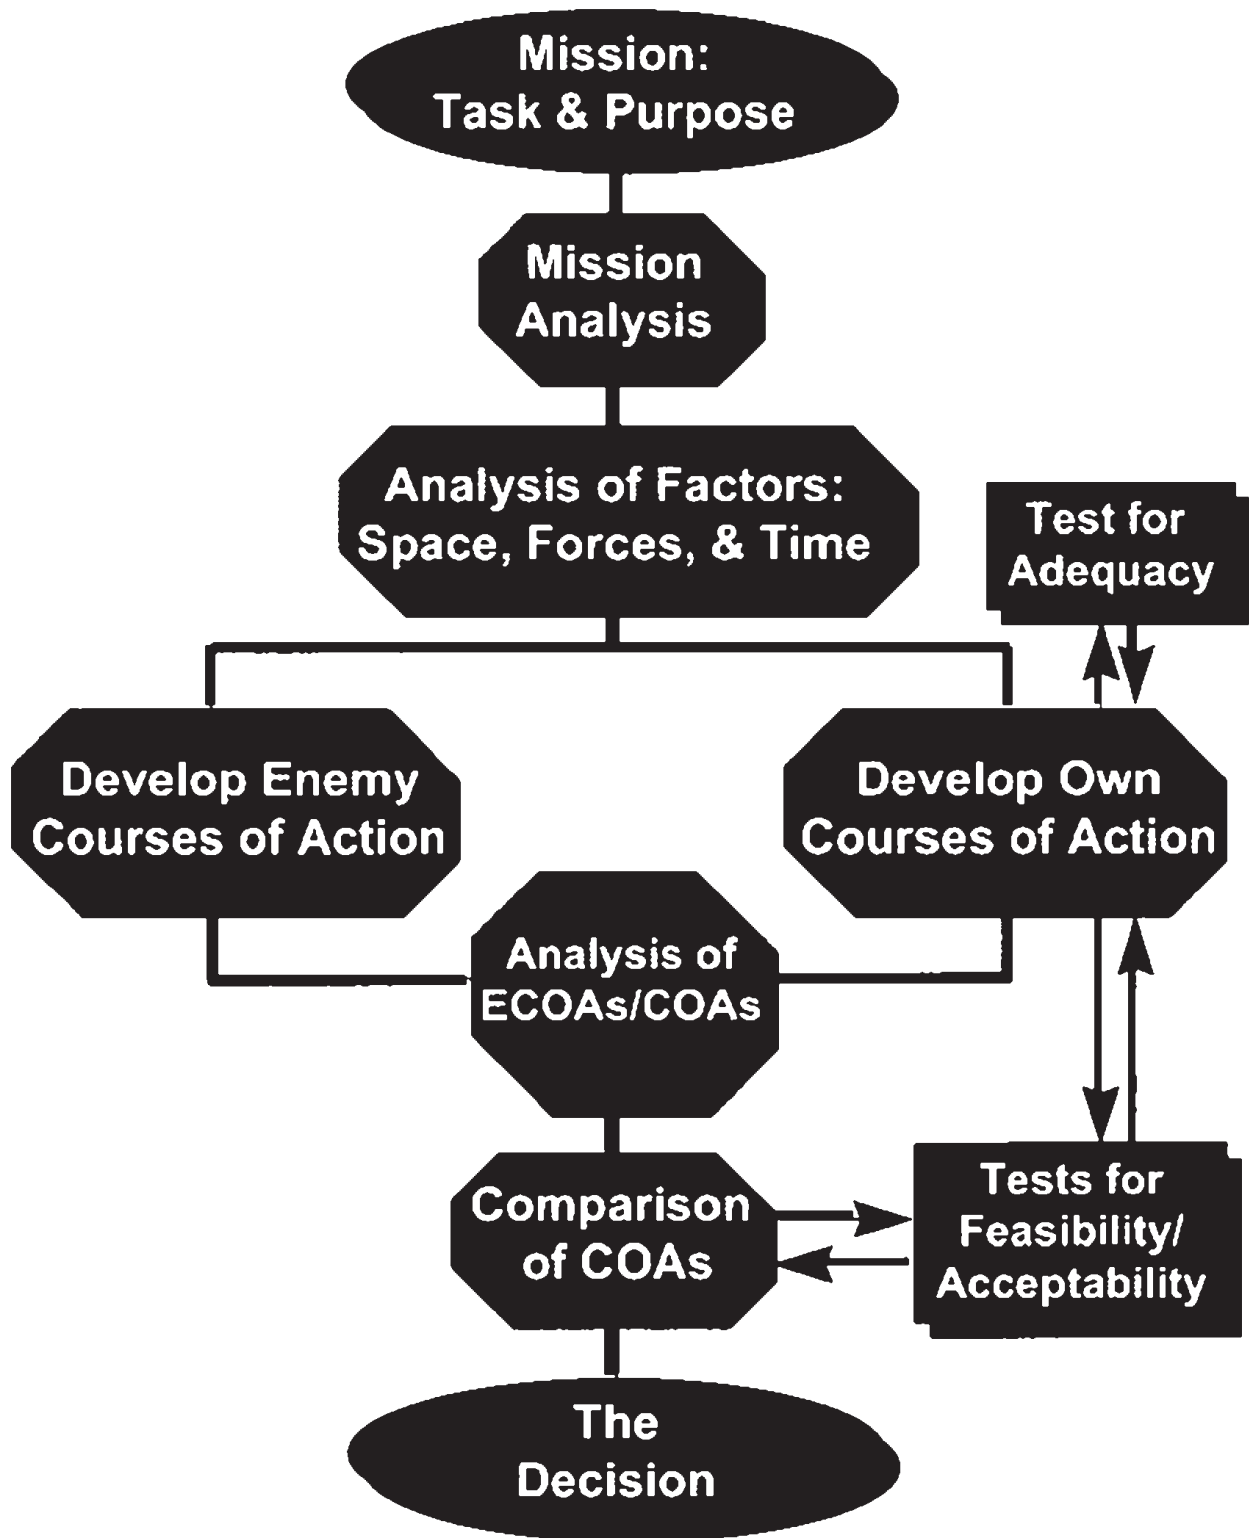 Mission:
Task & Purpose
Mission
Analysis
Analysis of Factors:
Space, Forces, & Time
Test for
Adequacy
Develop Enemy
Courses of Action
Develop Own
Courses of Action
Analysis of
ECOAs/COAs
Comparison
of COAs
Tests for
Feasibility/
Acceptability
The
Decision